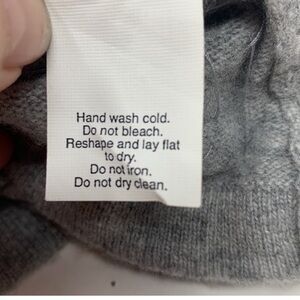 Hand wash cold.
Do not bleach.
Reshape and lay flat
to dry.
Do not iron.
Do not dry clean.